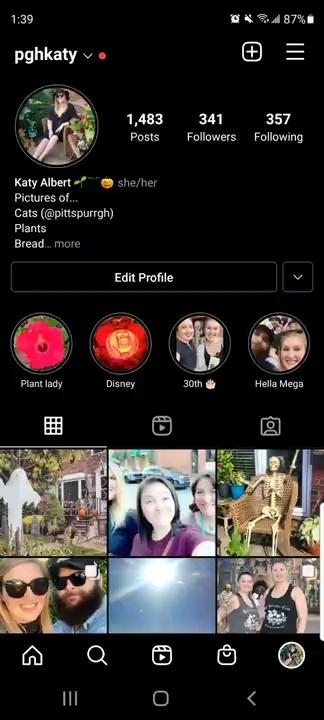 1:39
87%
pghkaty
1,483
341
357
Posts
Followers
Following
Katy Albert 🌱🖤🎃 she/her
Pictures of...
Cats (@pittspurrgh)
Plants
Bread... more
Edit Profile
Plant lady
Disney
30th 🎂
Hella Mega